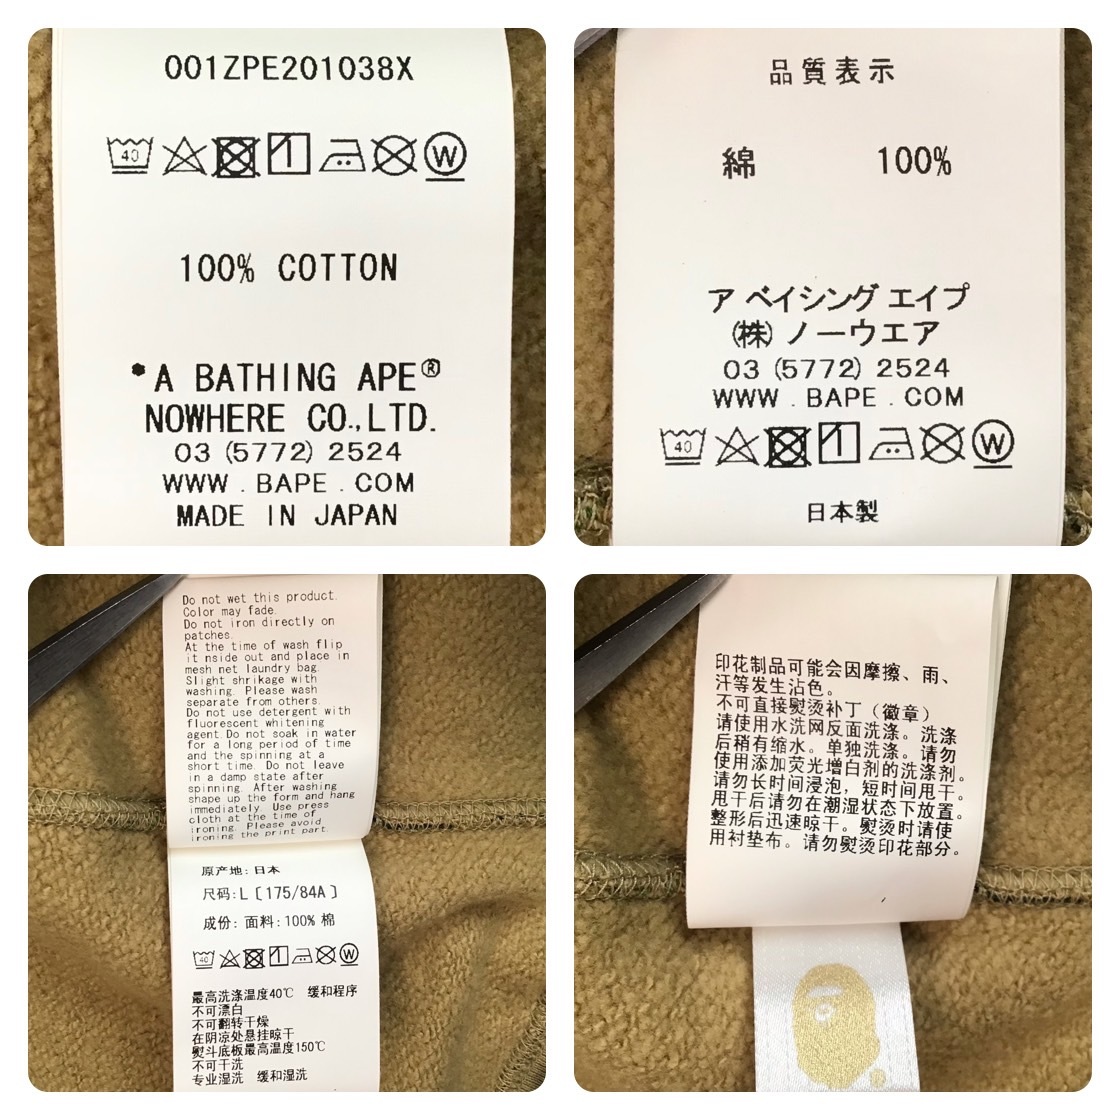 001ZPE201038X
40
1
W
100% COTTON
*A BATHING APE®
NOWHERE CO.,LTD.
03 (5772) 2524
WWW . BAPE . COM
MADE IN JAPAN
品質表示
綿 100%
ア ベイシング エイプ
(株) ノーウエア
03 (5772) 2524
WWW . BAPE . COM
40
1
W
日本製
Do not wet this product.
Color may fade.
Do not iron directly on
patches.
At the time of wash flip
it nside out and place in
mesh net laundry bag.
Slight shrikage with
washing. Please wash
separate from others.
Do not use detergent with
fluorescent whitening
agent.Do not soak in water
for a long period of time
and the spinning at a
short time. Do not leave
in a damp state after
spinning. After washing
shape up the form and hang
immediately. Use press
cloth at the time of
ironing. Please avoid
ironing the print part.
原产地: 日本
尺码: L [175/84A]
成份: 面料: 100% 棉
40
1
W
最高洗涤温度40℃ 缓和程序
不可漂白
不可翻转干燥
在阴凉处悬挂晾干
熨斗底板最高温度150℃
不可干洗
专业湿洗 缓和湿洗
印花制品可能会因摩擦、雨、
汗等发生沾色。
不可直接熨烫补丁（徽章）
请使用水洗网反面洗涤。洗涤
后稍有缩水。单独洗涤。请勿
使用添加荧光增白剂的洗涤剂。
请勿长时间浸泡，短时间甩干。
甩干后请勿在潮湿状态下放置。
整形后迅速晾干。熨烫时请使
用衬垫布。请勿熨烫印花部分。
®